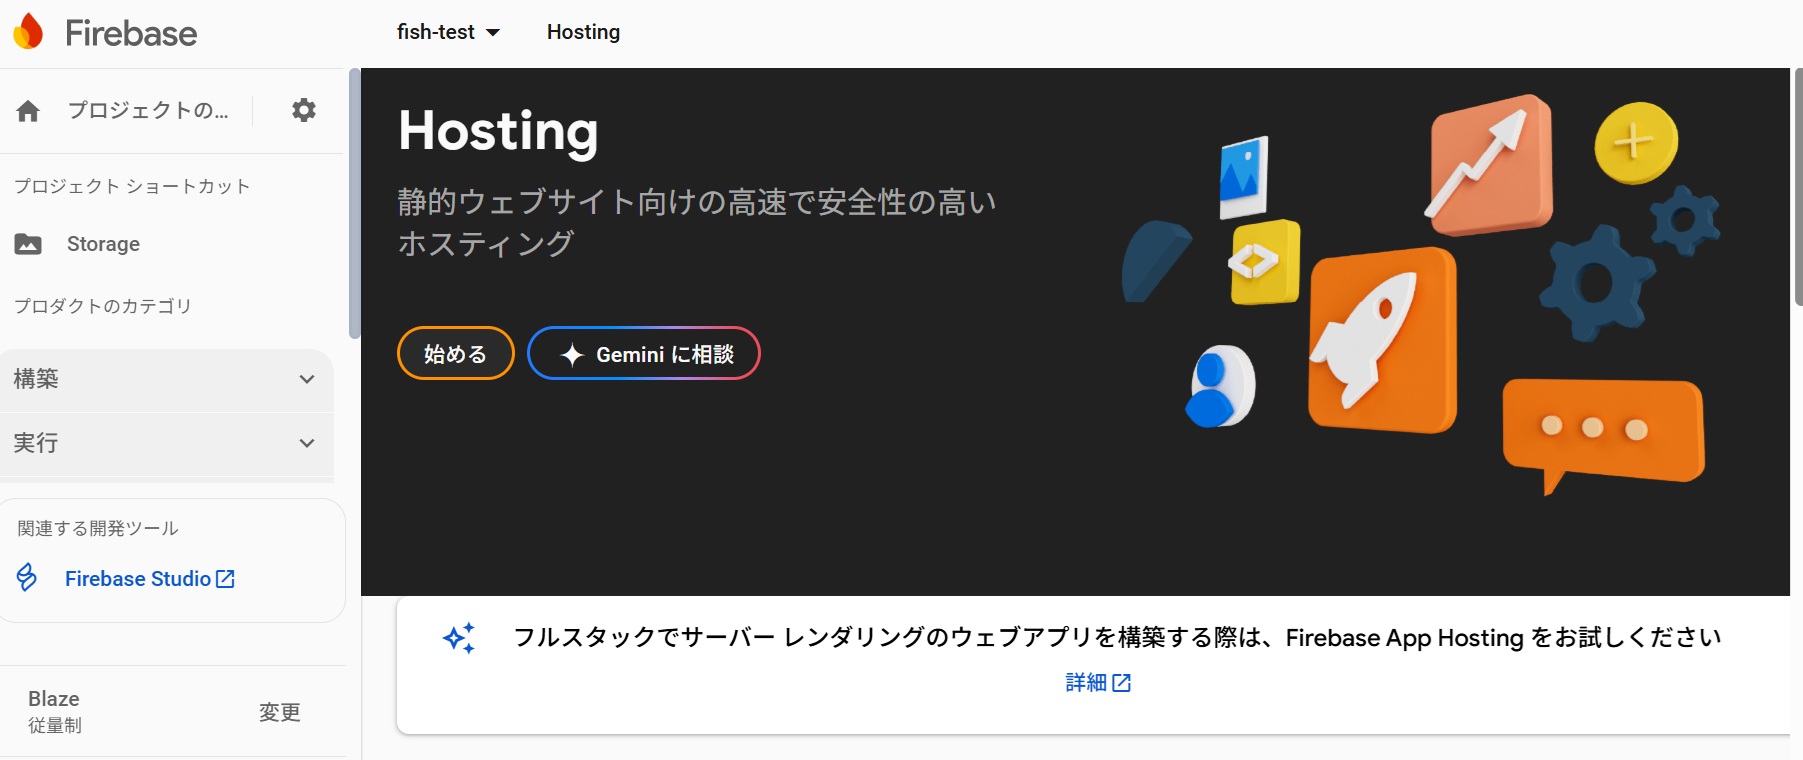 Firebase
fish-test
Hosting
プロジェクトの...
プロジェクト ショートカット
Storage
プロダクトのカテゴリ
構築
実行
関連する開発ツール
Firebase Studio
Blaze
従量制
変更
Hosting
静的ウェブサイト向けの高速で安全性の高い
ホスティング
始める
Gemini に相談
フルスタックでサーバー レンダリングのウェブアプリを構築する際は、Firebase App Hosting をお試しください
詳細